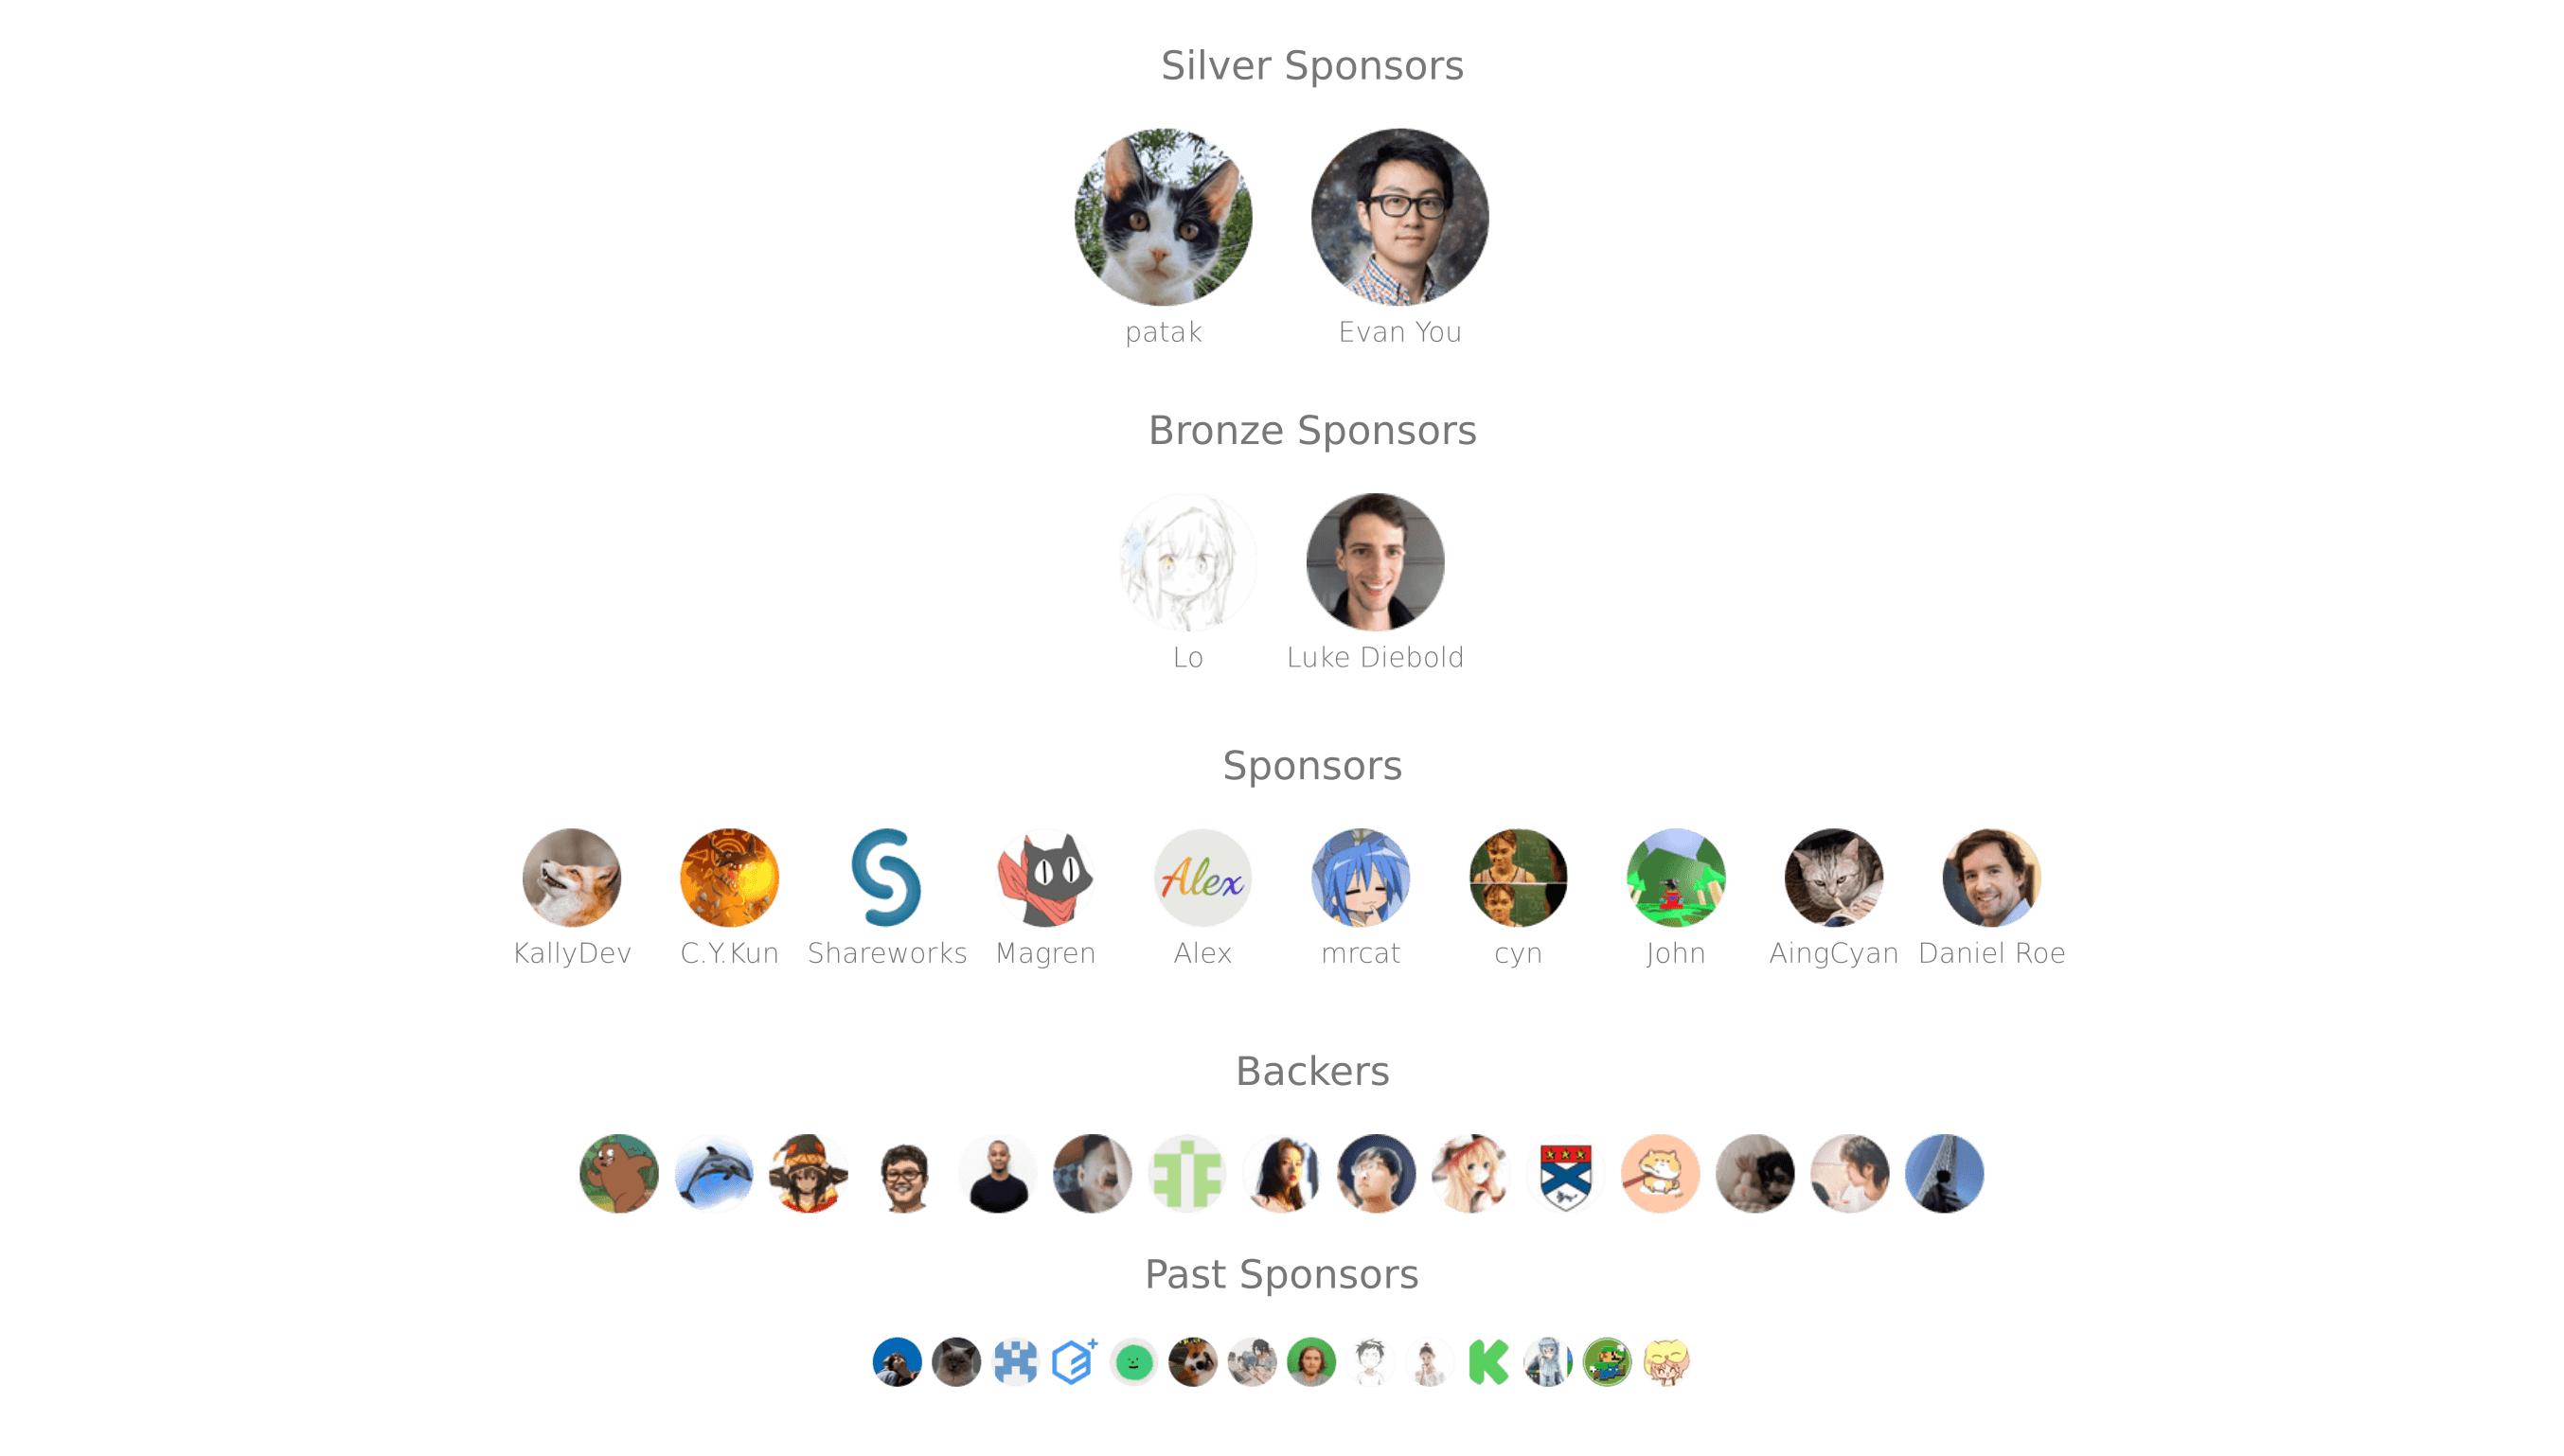 Silver Sponsors
patak
Evan You
Bronze Sponsors
Lo
Luke Diebold
Sponsors
Alex
KallyDev
C.Y.Kun
Shareworks
Magren
Alex
mrcat
cyn
John
AingCyan
Daniel Roe
Backers
Past Sponsors